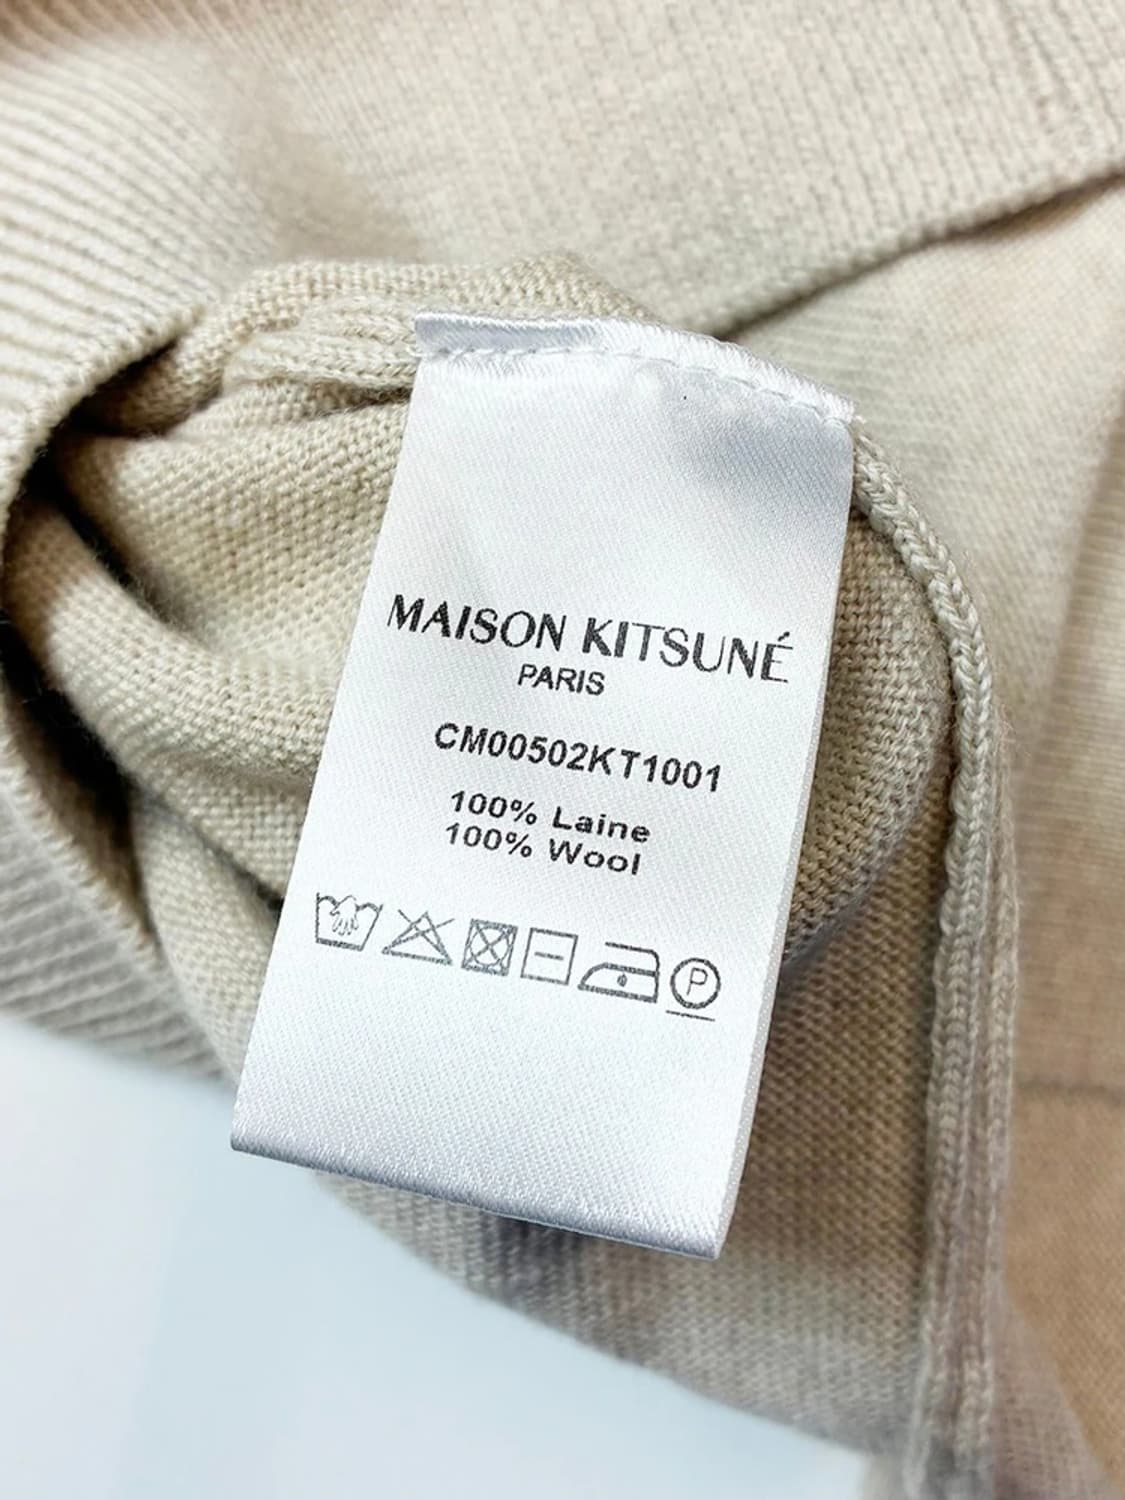 MAISON KITSUNÉ
PARIS
CM00502KT1001
100% Laine
100% Wool
P